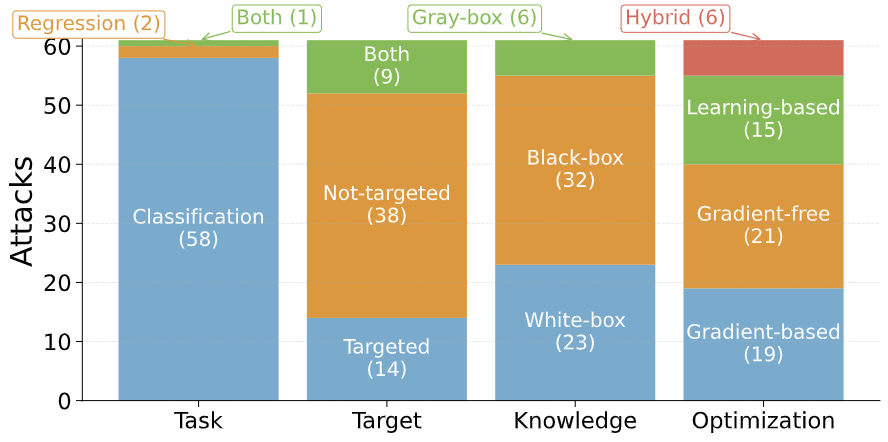 Regression (2)
Both (1)
Gray-box (6)
Hybrid (6)
Attacks
60
50
40
30
20
10
0
Classification
(58)
Both
(9)
Not-targeted
(38)
Targeted
(14)
Black-box
(32)
White-box
(23)
Learning-based
(15)
Gradient-free
(21)
Gradient-based
(19)
Task
Target
Knowledge
Optimization